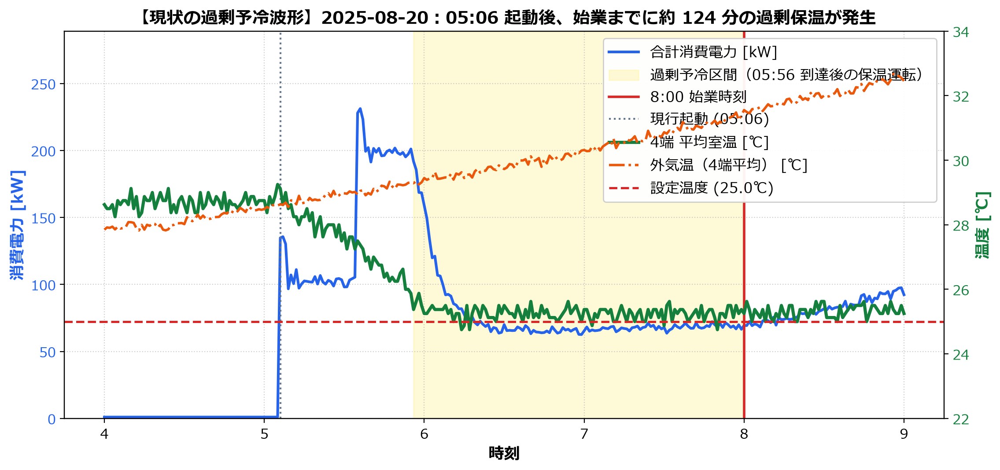 【現状の過剰予冷波形】2025-08-20 : 05:06 起動後、始業までに約 124 分の過剰保温が発生
消費電力 [kW]
250
200
150
100
50
0
34
32
30
28
26
24
22
温度 [℃]
合計消費電力 [kW]
過剰予冷区間（05:56 到達後の保温運転）
8:00 始業時刻
現行起動 (05:06)
4端 平均室温 [℃]
外気温（4端平均） [℃]
設定温度 (25.0℃)
4
5
6
7
8
9
時刻